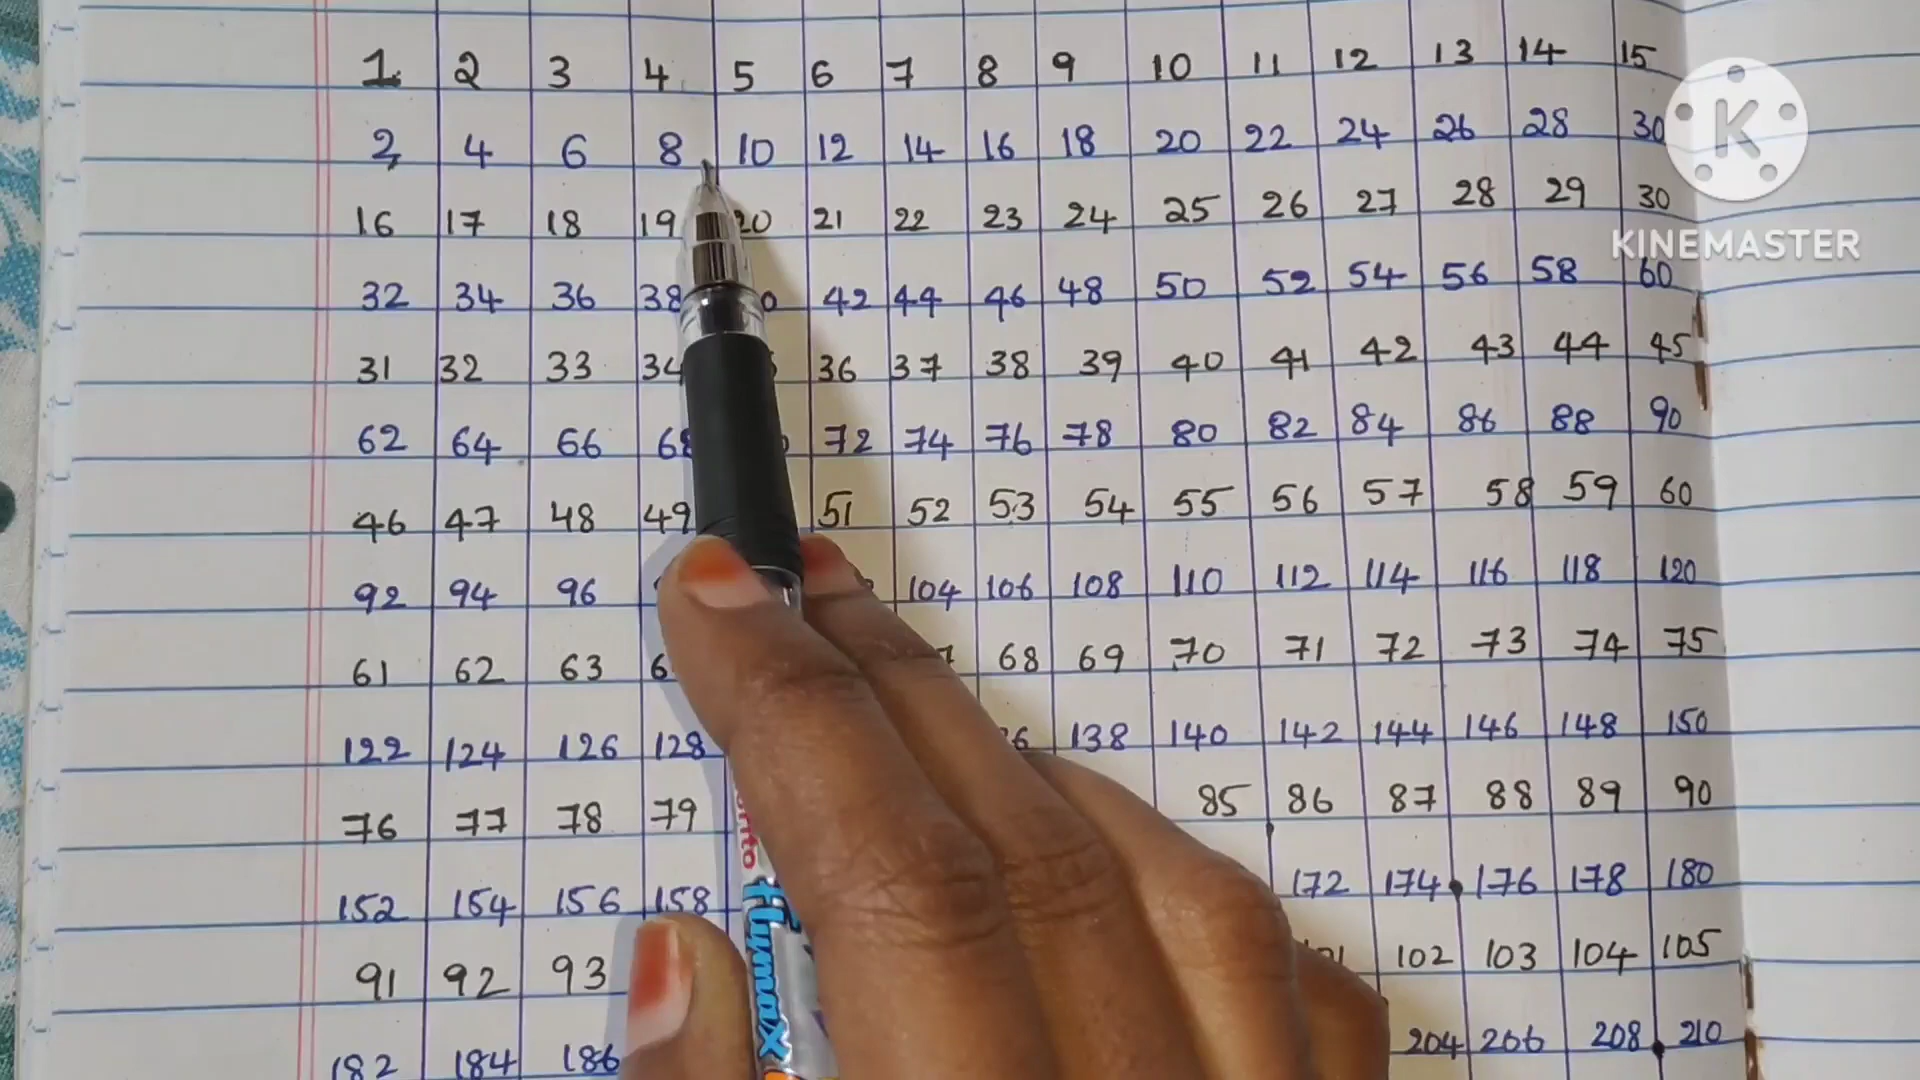 1 2 3 4 5 6 7 8 9 10 11 12 13 14 15
2 4 6 8 10 12 14 16 18 20 22 24 26 28 30
16 17 18 19 20 21 22 23 24 25 26 27 28 29 30
32 34 36 38 42 44 46 48 50 52 54 56 58 60
31 32 33 34 36 37 38 39 40 41 42 43 44 45
62 64 66 68 72 74 76 78 80 82 84 86 88 90
46 47 48 49 51 52 53 54 55 56 57 58 59 60
92 94 96 104 106 108 110 112 114 116 118 120
61 62 63 68 69 70 71 72 73 74 75
122 124 126 128 138 140 142 144 146 148 150
76 77 78 79 85 86 87 88 89 90
152 154 156 158 172 174 176 178 180
91 92 93 102 103 104 105
182 184 186 204 206 208 210
K
KINEMASTER
Hymax